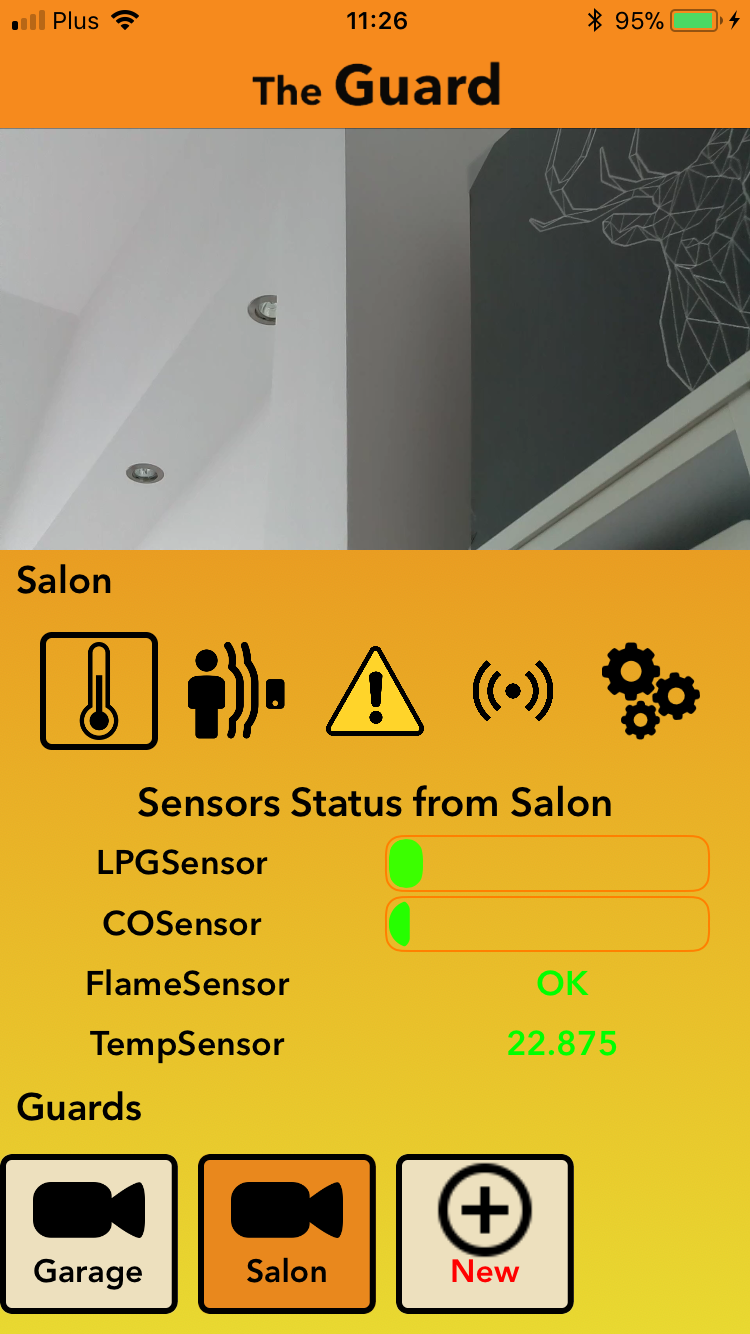 Plus 11:26 95%
The Guard
Salon
Sensors Status from Salon
LPGSensor
COSensor
FlameSensor OK
TempSensor 22.875
Guards
Garage Salon New